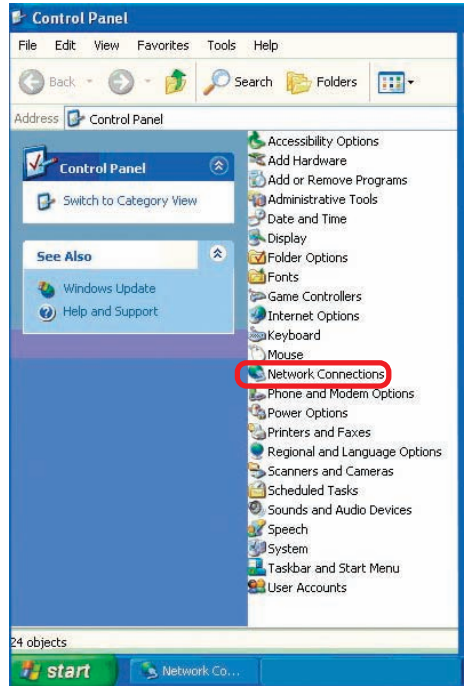 Control Panel
File Edit View Favorites Tools Help
Back Search Folders
Address Control Panel
Control Panel
Switch to Category View
See Also
Windows Update
Help and Support
Accessibility Options
Add Hardware
Add or Remove Programs
Administrative Tools
Date and Time
Display
Folder Options
Fonts
Game Controllers
Internet Options
Keyboard
Mouse
Network Connections
Phone and Modem Options
Power Options
Printers and Faxes
Regional and Language Options
Scanners and Cameras
Scheduled Tasks
Sounds and Audio Devices
Speech
System
Taskbar and Start Menu
User Accounts
24 objects
start Network Co...